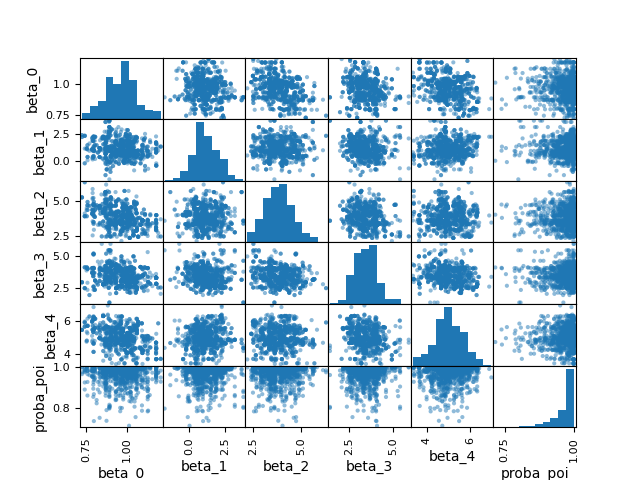 beta_0
1.0
0.75
beta_1
2.5
0.0
beta_2
5.0
2.5
beta_3
5.0
2.5
beta_4
6
4
proba_poi
1.0
0.8
0.75 1.00 0.0 2.5 2.5 5.0 2.5 5.0 4 6 0.75 1.00
beta_0 beta_1 beta_2 beta_3 beta_4 proba_poi